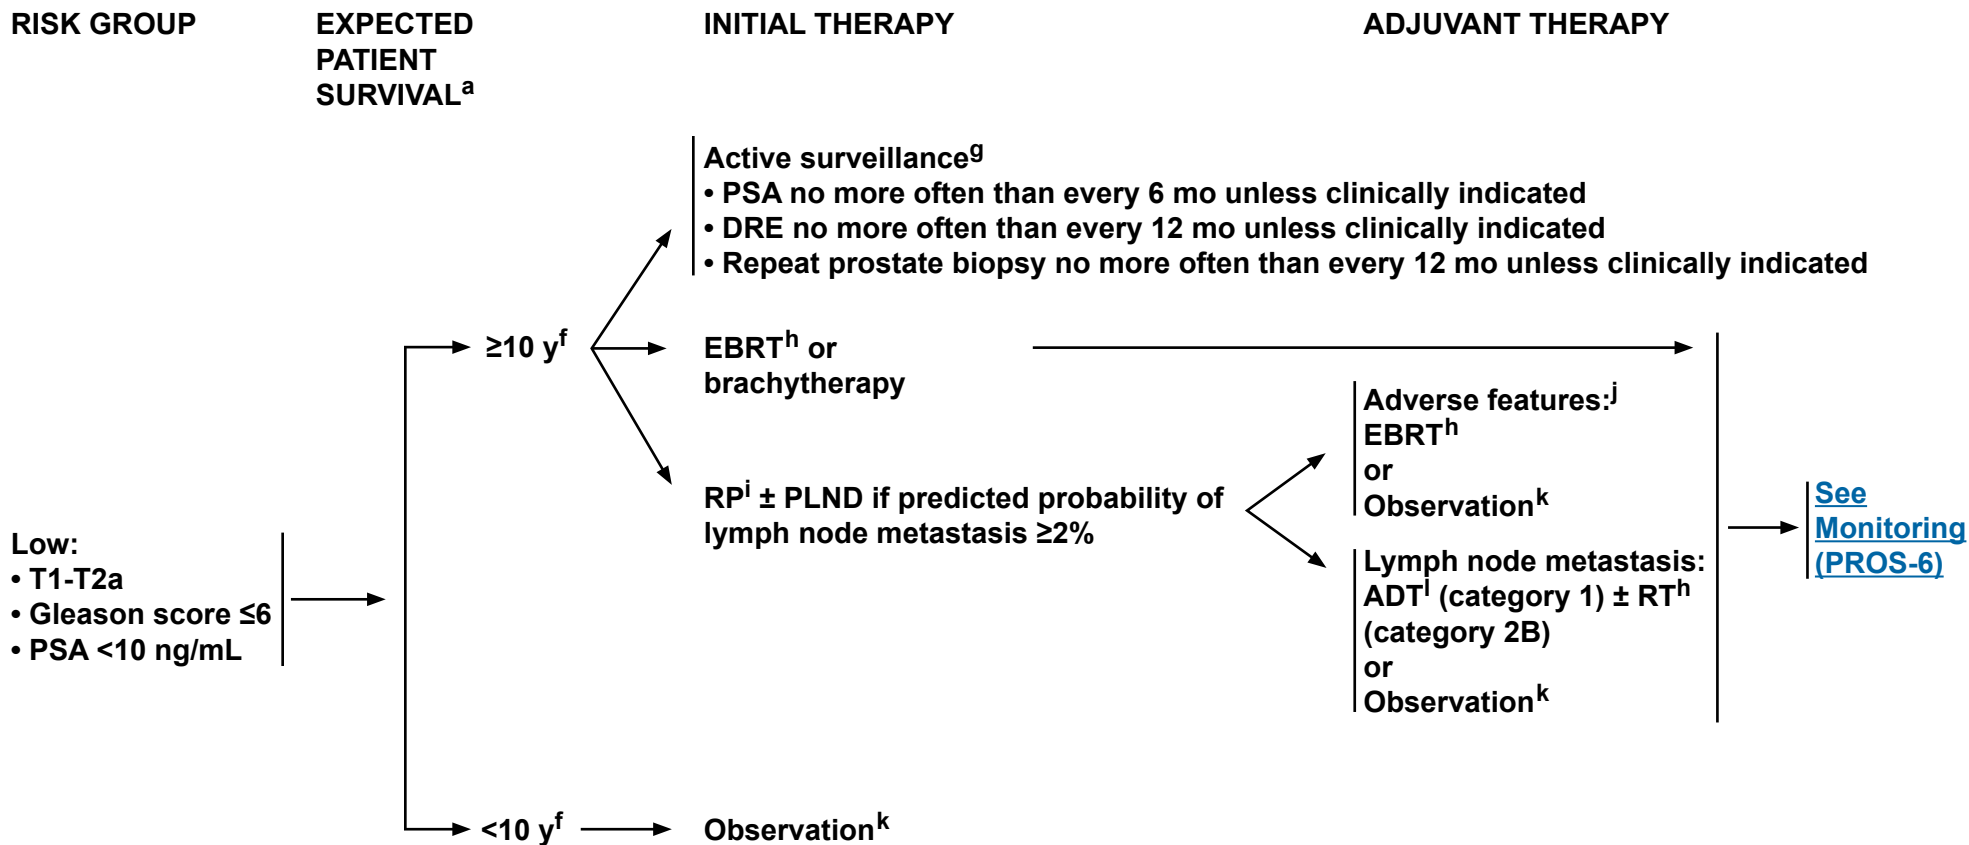 RISK GROUP
EXPECTED
PATIENT
SURVIVALᵃ
INITIAL THERAPY
ADJUVANT THERAPY
Active surveillanceᵍ
• PSA no more often than every 6 mo unless clinically indicated
• DRE no more often than every 12 mo unless clinically indicated
• Repeat prostate biopsy no more often than every 12 mo unless clinically indicated
≥10 yᶠ
EBRTʰ or
brachytherapy
RPⁱ ± PLND if predicted probability of
lymph node metastasis ≥2%
Adverse features:ʲ
EBRTʰ
or
Observationᵏ
Lymph node metastasis:
ADTˡ (category 1) ± RTʰ
(category 2B)
or
Observationᵏ
See
Monitoring
(PROS-6)
Low:
• T1-T2a
• Gleason score ≤6
• PSA <10 ng/mL
<10 yᶠ
Observationᵏ